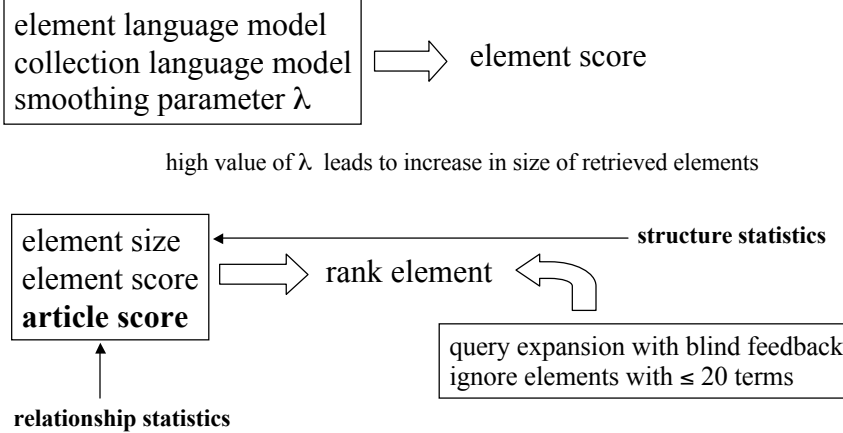 element language model
collection language model
smoothing parameter λ
element score
high value of λ leads to increase in size of retrieved elements
element size
element score
article score
structure statistics
rank element
query expansion with blind feedback
ignore elements with ≤ 20 terms
relationship statistics